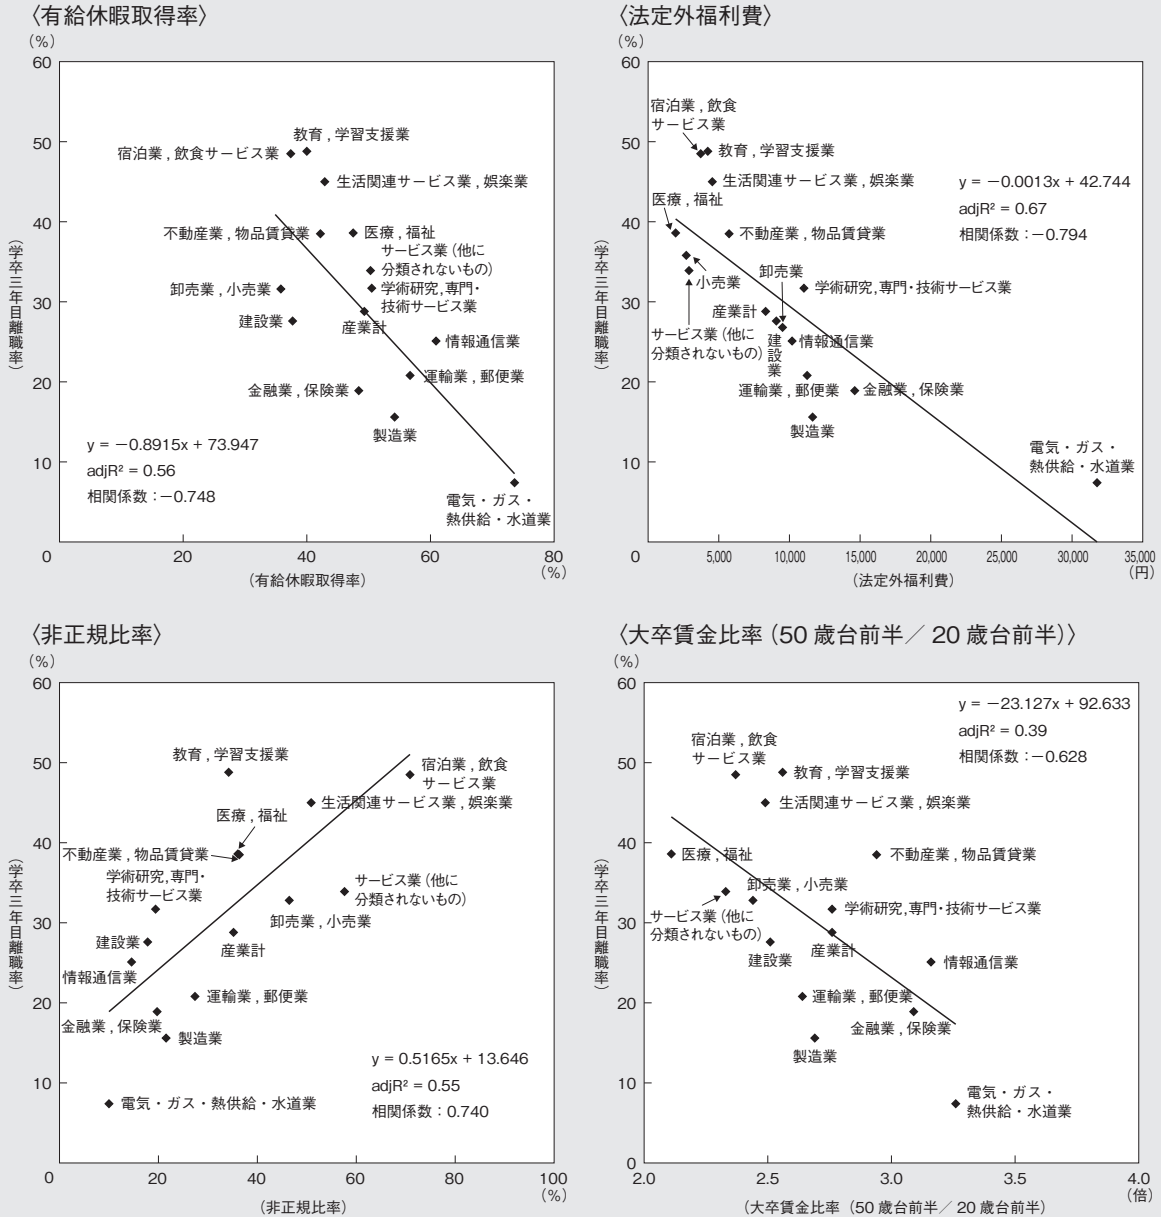 〈有給休暇取得率〉
(%)
60
50
40
30
20
10
0
20
40
60
80
(%)
(有給休暇取得率)
(学卒三年目離職率)
教育,学習支援業
宿泊業,飲食サービス業
生活関連サービス業,娯楽業
不動産業,物品賃貸業
医療,福祉
サービス業(他に
分類されないもの)
卸売業,小売業
学術研究,専門・
技術サービス業
建設業
産業計
情報通信業
運輸業,郵便業
金融業,保険業
製造業
y = −0.8915x + 73.947
adjR² = 0.56
相関係数:−0.748
電気・ガス・
熱供給・水道業
〈法定外福利費〉
(%)
60
50
40
30
20
10
0
5,000
10,000
15,000
20,000
25,000
30,000
35,000
(円)
(法定外福利費)
(学卒三年目離職率)
宿泊業,飲食
サービス業
教育,学習支援業
生活関連サービス業,娯楽業
y = −0.0013x + 42.744
adjR² = 0.67
相関係数:−0.794
医療,福祉
不動産業,物品賃貸業
卸売業
小売業
学術研究,専門・技術サービス業
産業計
サービス業(他に
分類されないもの)
建設業
情報通信業
運輸業,郵便業
金融業,保険業
製造業
電気・ガス・
熱供給・水道業
〈非正規比率〉
(%)
60
50
40
30
20
10
0
20
40
60
80
100
(%)
(非正規比率)
(学卒三年目離職率)
教育,学習支援業
宿泊業,飲食
サービス業
生活関連サービス業,娯楽業
医療,福祉
不動産業,物品賃貸業
学術研究,専門・
技術サービス業
サービス業(他に
分類されないもの)
卸売業,小売業
建設業
産業計
情報通信業
運輸業,郵便業
金融業,保険業
製造業
y = 0.5165x + 13.646
adjR² = 0.55
相関係数:0.740
電気・ガス・熱供給・水道業
〈大卒賃金比率(50歳台前半／20歳台前半)〉
(%)
60
50
40
30
20
10
0
2.0
2.5
3.0
3.5
4.0
(倍)
(大卒賃金比率(50歳台前半／20歳台前半)
(学卒三年目離職率)
y = −23.127x + 92.633
adjR² = 0.39
相関係数:−0.628
宿泊業,飲食
サービス業
教育,学習支援業
生活関連サービス業,娯楽業
医療,福祉
不動産業,物品賃貸業
卸売業,小売業
サービス業(他に
分類されないもの)
学術研究,専門・技術サービス業
建設業
産業計
情報通信業
運輸業,郵便業
金融業,保険業
製造業
電気・ガス・
熱供給・水道業